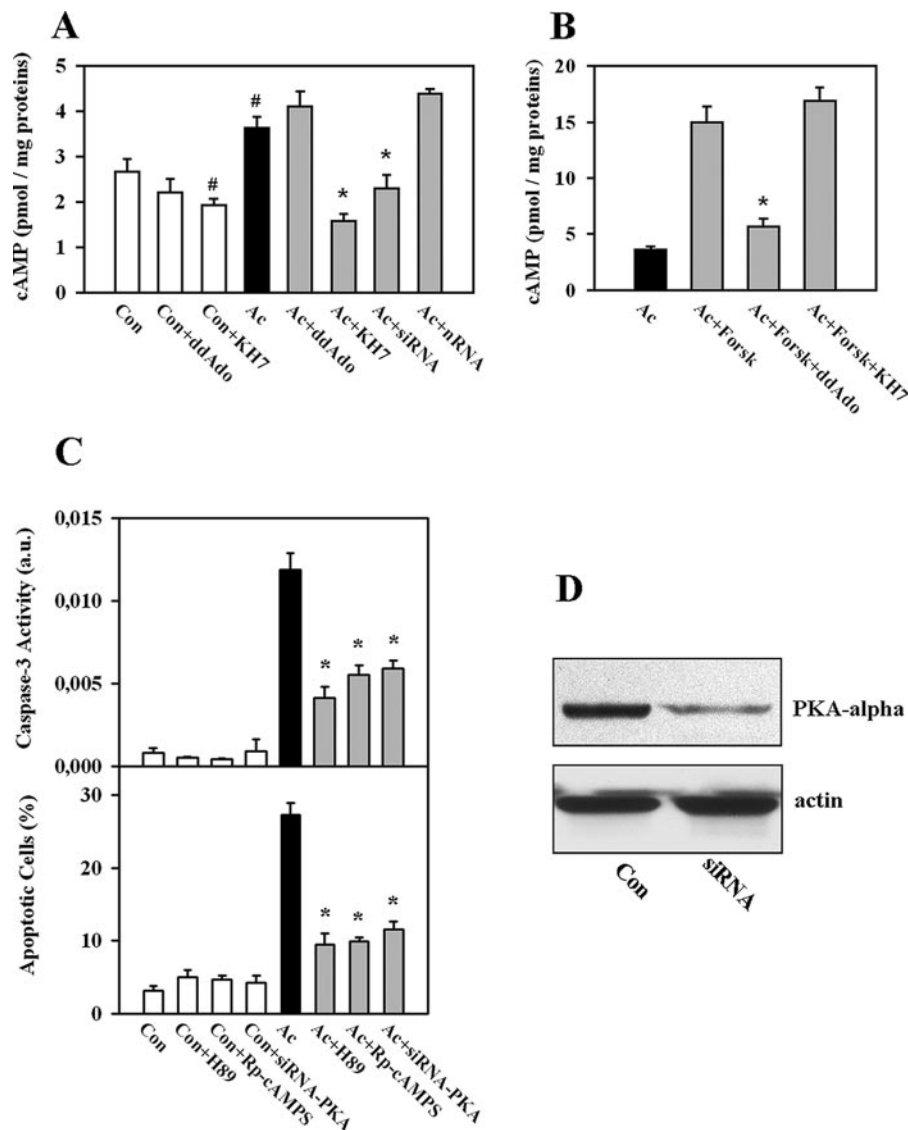 A
cAMP (pmol / mg proteins)
5
4
3
2
1
0
#
#
*
*
Con
Con+ddAdo
Con+KH7
Ac
Ac+ddAdo
Ac+KH7
Ac+siRNA
Ac+nRNA
B
cAMP (pmol / mg proteins)
20
15
10
5
0
*
Ac
Ac+Forsk
Ac+Forsk+ddAdo
Ac+Forsk+KH7
C
Caspase-3 Activity (a.u.)
0,015
0,010
0,005
0,000
*
*
*
Apoptotic Cells (%)
30
20
10
0
*
*
*
Con
Con+H89
Con+Rp-cAMPS
Con+siRNA-PKA
Ac
Ac+H89
Ac+Rp-cAMPS
Ac+siRNA-PKA
D
PKA-alpha
actin
Con
siRNA